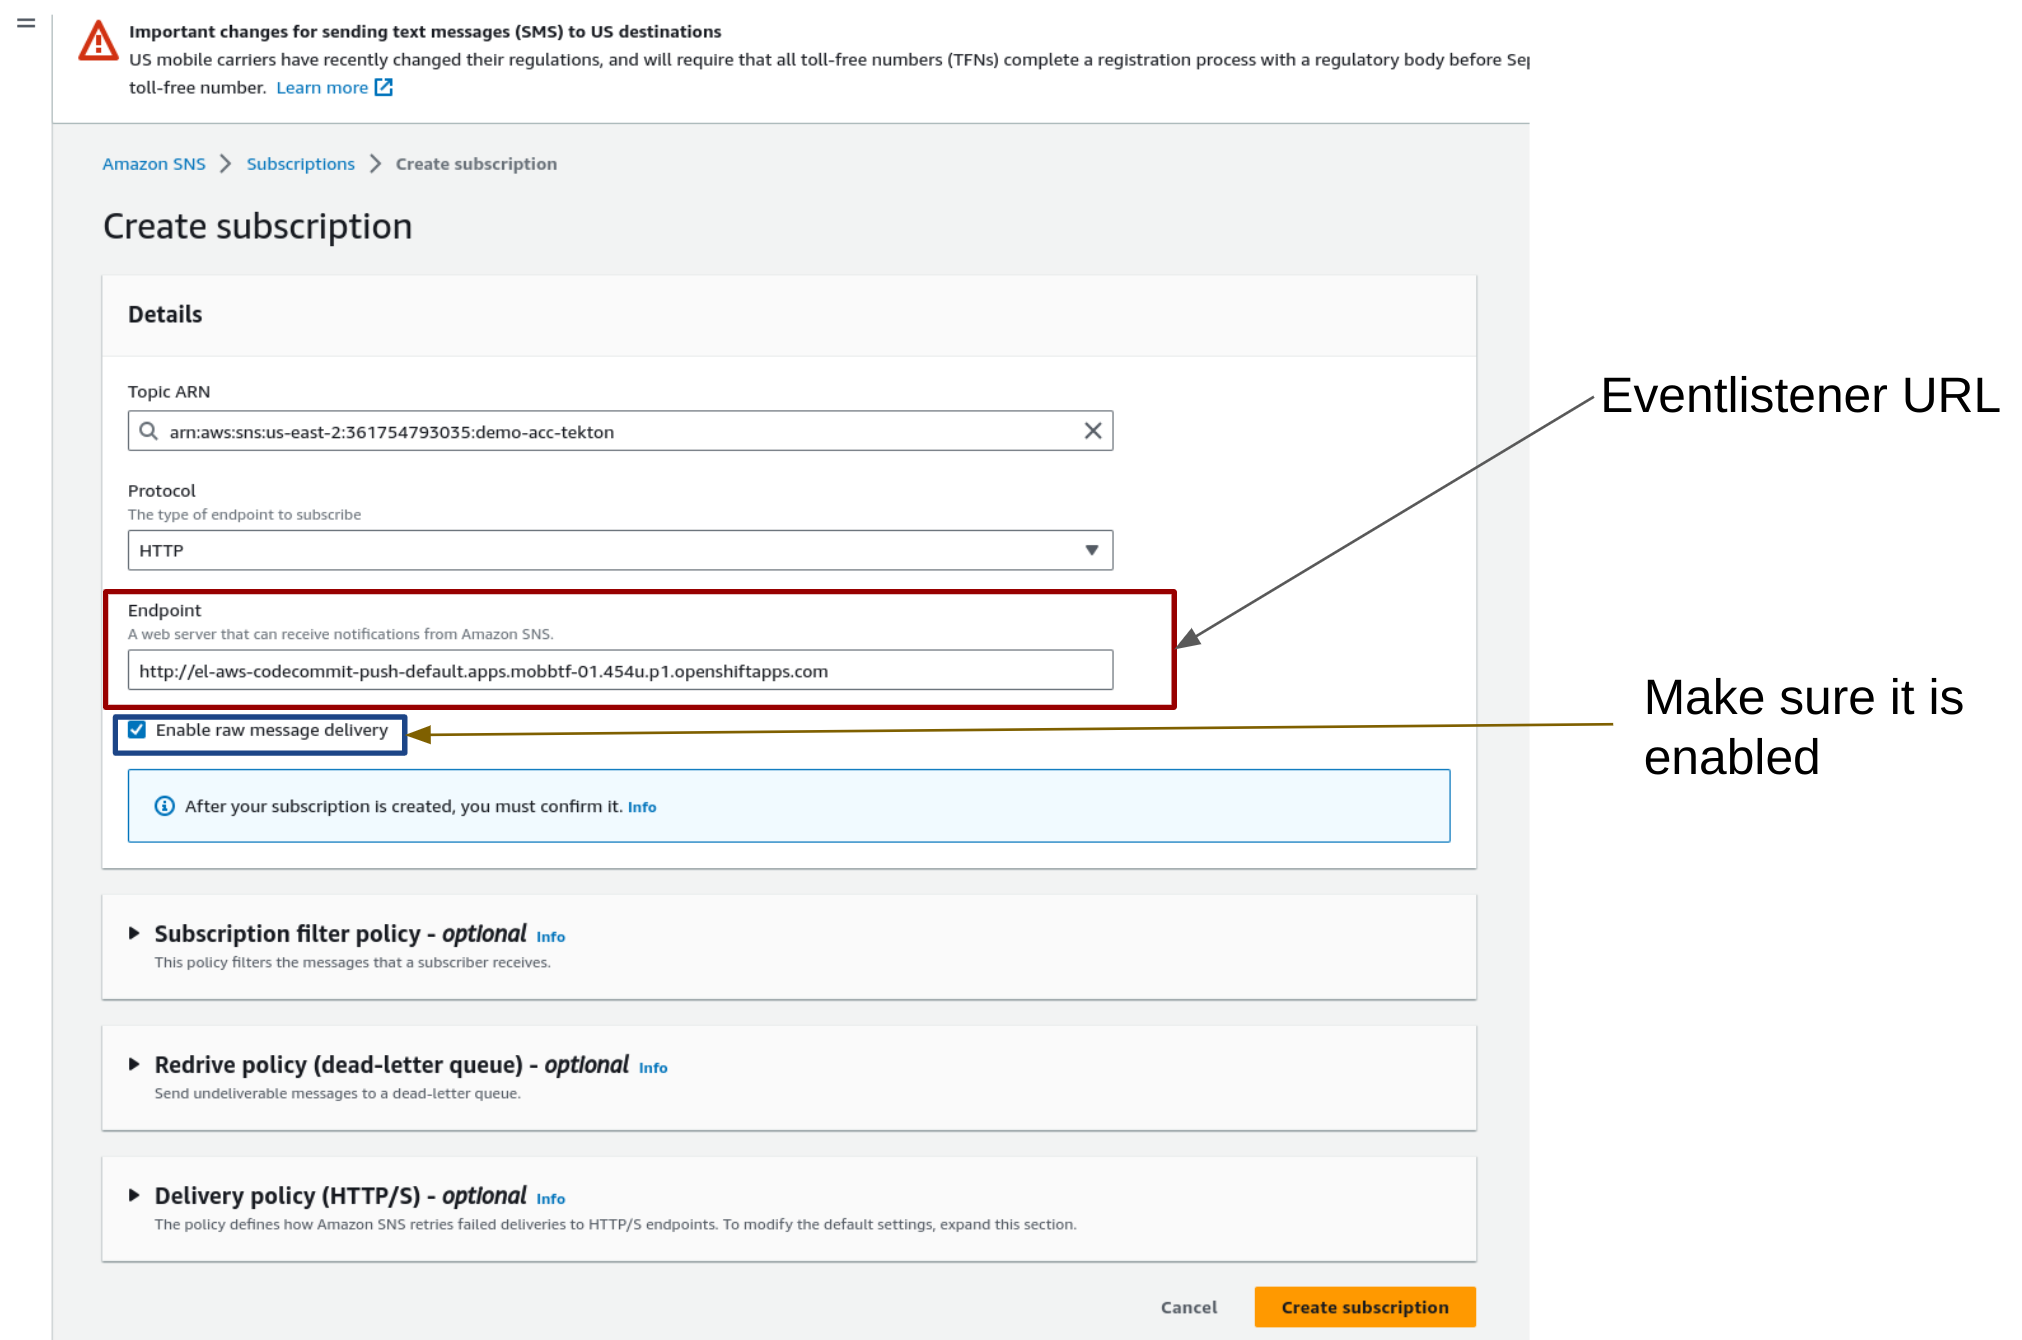 Important changes for sending text messages (SMS) to US destinations
US mobile carriers have recently changed their regulations, and will require that all toll-free numbers (TFNs) complete a registration process with a regulatory body before
toll-free number. Learn more
Amazon SNS > Subscriptions > Create subscription
Create subscription
Details
Topic ARN
arn:aws:sns:us-east-2:361754793035:demo-acc-tekton
Eventlistener URL
Protocol
The type of endpoint to subscribe
HTTP
Endpoint
A web server that can receive notifications from Amazon SNS.
http://el-aws-codecommit-push-default.apps.mobbtf-01.454u.p1.openshiftapps.com
Enable raw message delivery
Make sure it is
enabled
After your subscription is created, you must confirm it. Info
Subscription filter policy - optional Info
This policy filters the messages that a subscriber receives.
Redrive policy (dead-letter queue) - optional Info
Send undeliverable messages to a dead-letter queue.
Delivery policy (HTTP/S) - optional Info
The policy defines how Amazon SNS retries failed deliveries to HTTP/S endpoints. To modify the default settings, expand this section.
Cancel
Create subscription